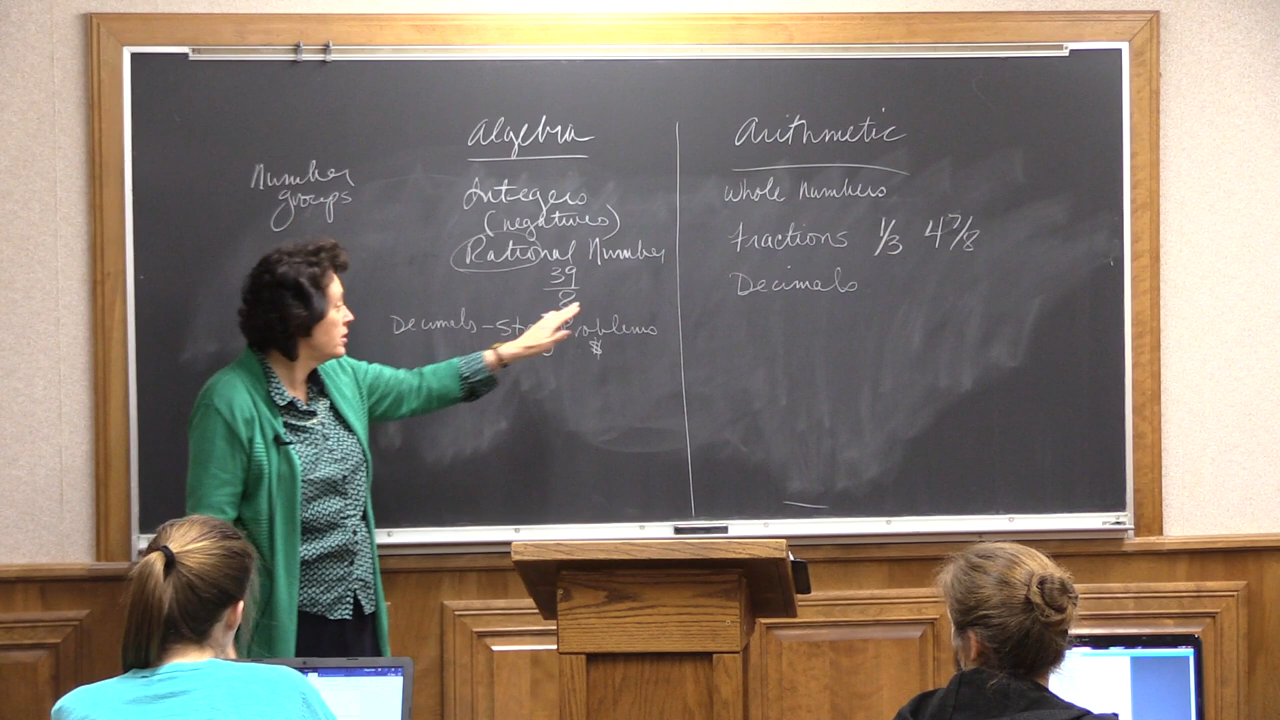 Number
groups
Algebra
Integers
(negatives)
Rational Number
39
8
Decimals - Problems
$
Arithmetic
Whole Numbers
Fractions 1/3 4 7/8
Decimals